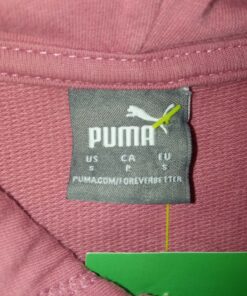 PUMA
US CA EU
S P S
PUMA.COM/FOREVERBETTER